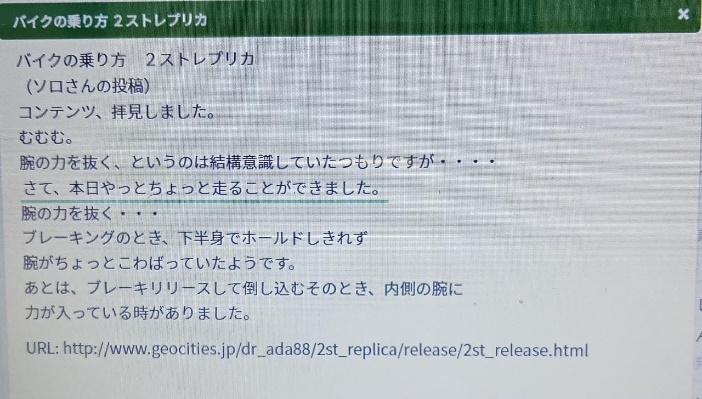 バイクの乗り方 2ストレプリカ
×
バイクの乗り方　2ストレプリカ
（ソロさんの投稿）
コンテンツ、拝見しました。
むむむ。
腕の力を抜く、というのは結構意識していたつもりですが・・・・
さて、本日やっとちょっと走ることができました。
腕の力を抜く・・・
ブレーキングのとき、下半身でホールドしきれず
腕がちょっとこわばっていたようです。
あとは、ブレーキリリースして倒し込むそのとき、内側の腕に
力が入っている時がありました。
URL: http://www.geocities.jp/dr_ada88/2st_replica/release/2st_release.html